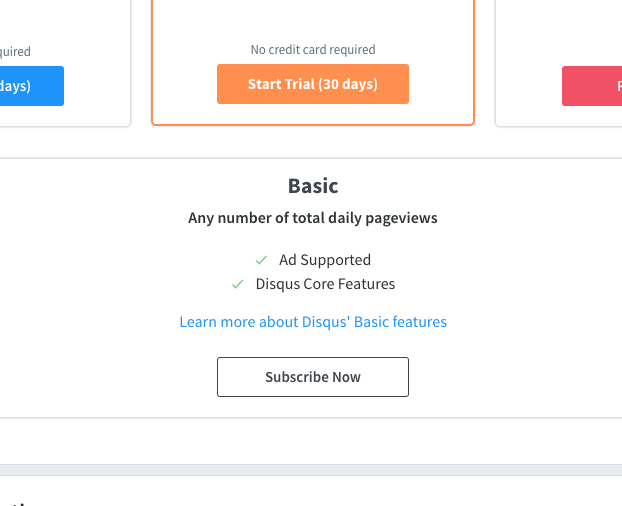 No credit card required
days)
Start Trial (30 days)
Basic
Any number of total daily pageviews
Ad Supported
Disqus Core Features
Learn more about Disqus' Basic features
Subscribe Now